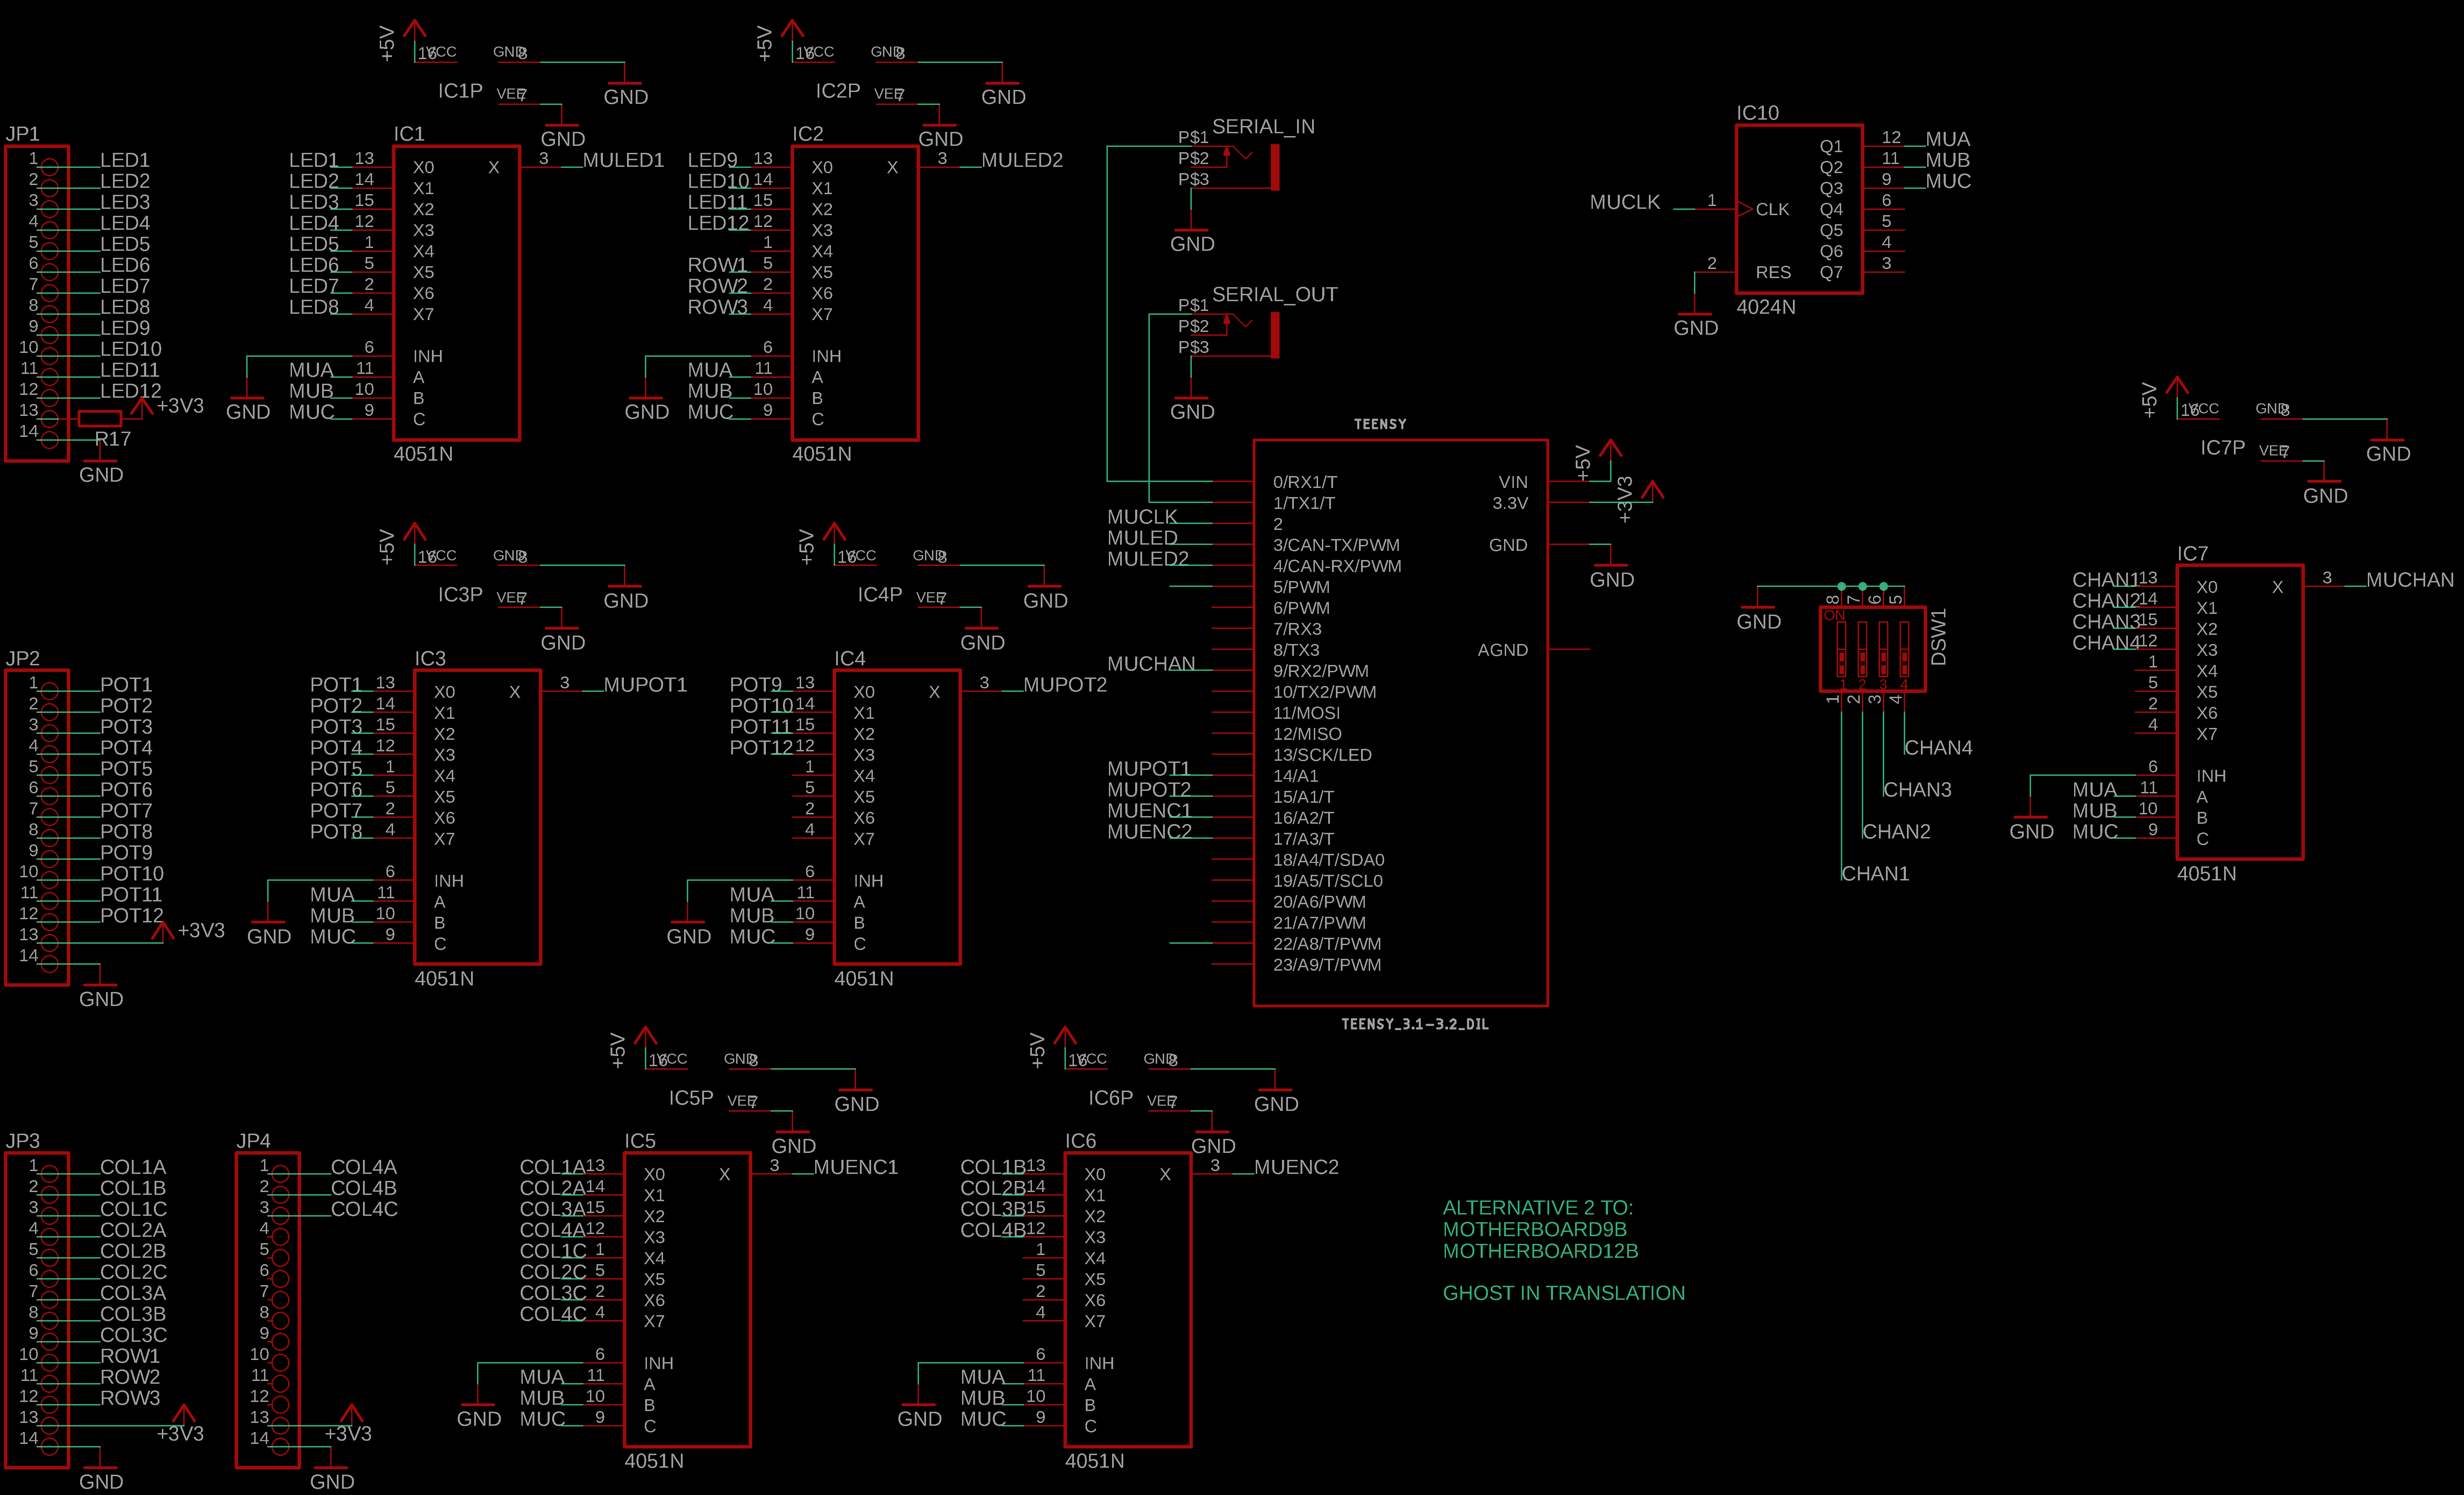 +5V
16
VCC
GND
8
GND
IC1P
VEE
7
GND
+5V
16
VCC
GND
8
GND
IC2P
VEE
7
GND
JP1
1 LED1
2 LED2
3 LED3
4 LED4
5 LED5
6 LED6
7 LED7
8 LED8
9 LED9
10 LED10
11 LED11
12 LED12
13 +3V3
R17
14
GND
IC1
LED1 13 X0 X 3 MULED1
LED2 14 X1
LED3 15 X2
LED4 12 X3
LED5 1 X4
LED6 5 X5
LED7 2 X6
LED8 4 X7
6 INH
MUA 11 A
MUB 10 B
GND MUC 9 C
4051N
IC2
LED9 13 X0 X 3 MULED2
LED10 14 X1
LED11 15 X2
LED12 12 X3
1 X4
ROW1 5 X5
ROW2 2 X6
ROW3 4 X7
6 INH
MUA 11 A
MUB 10 B
GND MUC 9 C
4051N
SERIAL_IN
P$1
P$2
P$3
GND
SERIAL_OUT
P$1
P$2
P$3
GND
IC10
Q1 12 MUA
Q2 11 MUB
Q3 9 MUC
MUCLK 1 CLK Q4 6
Q5 5
Q6 4
2 RES Q7 3
GND
4024N
TEENSY
0/RX1/T VIN +5V
1/TX1/T 3.3V +3V3
MUCLK 2
MULED 3/CAN-TX/PWM GND
MULED2 4/CAN-RX/PWM
GND
5/PWM
6/PWM
7/RX3
8/TX3 AGND
MUCHAN 9/RX2/PWM
10/TX2/PWM
11/MOSI
12/MISO
13/SCK/LED
MUPOT1 14/A1
MUPOT2 15/A1/T
MUENC1 16/A2/T
MUENC2 17/A3/T
18/A4/T/SDA0
19/A5/T/SCL0
20/A6/PWM
21/A7/PWM
22/A8/T/PWM
23/A9/T/PWM
TEENSY_3.1-3.2_DIL
GND
8 7 6 5
ON
DSW1
1 2 3 4
1 2 3 4
CHAN4
CHAN3
CHAN2
CHAN1
+5V
16
VCC
GND
8
GND
IC7P
VEE
7
GND
IC7
CHAN1 13 X0 X 3 MUCHAN
CHAN2 14 X1
CHAN3 15 X2
CHAN4 12 X3
1 X4
5 X5
2 X6
4 X7
6 INH
MUA 11 A
MUB 10 B
GND MUC 9 C
4051N
+5V
16
VCC
GND
8
GND
IC3P
VEE
7
GND
+5V
16
VCC
GND
8
GND
IC4P
VEE
7
GND
JP2
1 POT1
2 POT2
3 POT3
4 POT4
5 POT5
6 POT6
7 POT7
8 POT8
9 POT9
10 POT10
11 POT11
12 POT12
13 +3V3
14
GND
IC3
POT1 13 X0 X 3 MUPOT1
POT2 14 X1
POT3 15 X2
POT4 12 X3
POT5 1 X4
POT6 5 X5
POT7 2 X6
POT8 4 X7
6 INH
MUA 11 A
MUB 10 B
GND MUC 9 C
4051N
IC4
POT9 13 X0 X 3 MUPOT2
POT10 14 X1
POT11 15 X2
POT12 12 X3
1 X4
5 X5
2 X6
4 X7
6 INH
MUA 11 A
MUB 10 B
GND MUC 9 C
4051N
+5V
16
VCC
GND
8
GND
IC5P
VEE
7
GND
+5V
16
VCC
GND
8
GND
IC6P
VEE
7
GND
JP3
1 COL1A
2 COL1B
3 COL1C
4 COL2A
5 COL2B
6 COL2C
7 COL3A
8 COL3B
9 COL3C
10 ROW1
11 ROW2
12 ROW3
13 +3V3
14
GND
JP4
1 COL4A
2 COL4B
3 COL4C
4
5
6
7
8
9
10
11
12
13 +3V3
14
GND
IC5
COL1A 13 X0 X 3 MUENC1
COL2A 14 X1
COL3A 15 X2
COL4A 12 X3
COL1C 1 X4
COL2C 5 X5
COL3C 2 X6
COL4C 4 X7
6 INH
MUA 11 A
MUB 10 B
GND MUC 9 C
4051N
IC6
COL1B 13 X0 X 3 MUENC2
COL2B 14 X1
COL3B 15 X2
COL4B 12 X3
1 X4
5 X5
2 X6
4 X7
6 INH
MUA 11 A
MUB 10 B
GND MUC 9 C
4051N
ALTERNATIVE 2 TO:
MOTHERBOARD9B
MOTHERBOARD12B
GHOST IN TRANSLATION